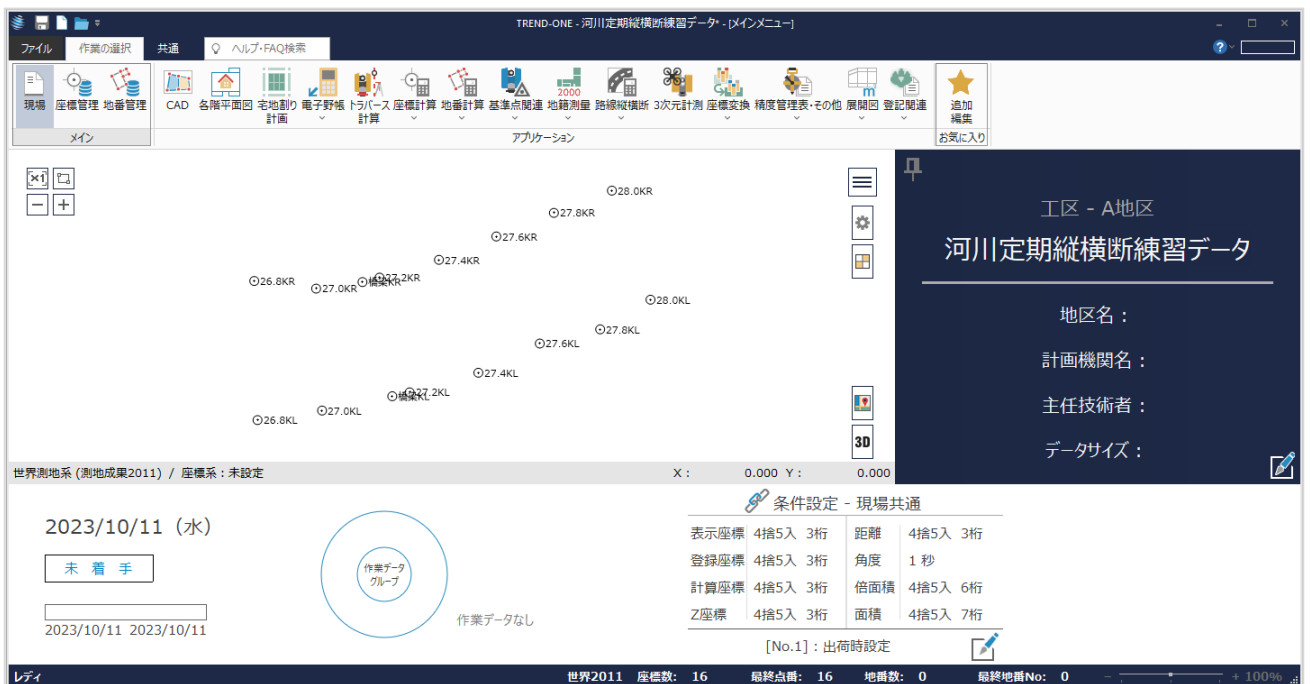 TREND-ONE - 河川定期縦横断練習データ* - [メインメニュー]
ファイル 作業の選択 共通 ヘルプ・FAQ検索
現場 座標管理 地番管理 CAD 各階平面図 宅地割り計画 電子野帳 トラバース計算 座標計算 地番計算 基準点関連 地籍測量 路線縦横断 3次元計測 座標変換 精度管理表・その他 展開図 登記関連 追加編集
2000
m
メイン アプリケーション お気に入り
×1
28.0KR
27.8KR
27.6KR
27.4KR
26.8KR 27.0KR 橋梁KR 27.2KR
28.0KL
27.8KL
27.6KL
27.4KL
橋梁KL 27.2KL
27.0KL
26.8KL
3D
世界測地系 (測地成果2011) / 座標系 : 未設定 X : 0.000 Y : 0.000
工区 - A地区
河川定期縦横断練習データ
地区名 :
計画機関名 :
主任技術者 :
データサイズ :
2023/10/11 (水)
未 着 手
2023/10/11 2023/10/11
作業データ
グループ
作業データなし
条件設定 - 現場共通
表示座標 4捨5入 3桁 距離 4捨5入 3桁
登録座標 4捨5入 3桁 角度 1 秒
計算座標 4捨5入 3桁 倍面積 4捨5入 6桁
Z座標 4捨5入 3桁 面積 4捨5入 7桁
[No.1] : 出荷時設定
レディ 世界2011 座標数: 16 最終点番: 16 地番数: 0 最終地番No: 0 - + 100%